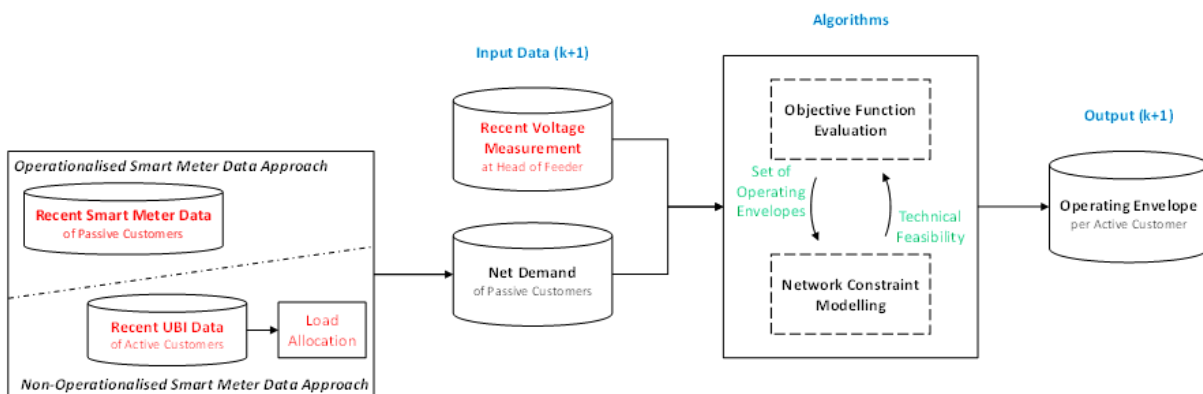 Operationalised Smart Meter Data Approach
Recent Smart Meter Data
of Passive Customers
Recent UBI Data
of Active Customers
Load
Allocation
Non-Operationalised Smart Meter Data Approach
Input Data (k+1)
Recent Voltage
Measurement
at Head of Feeder
Net Demand
of Passive Customers
Algorithms
Objective Function
Evaluation
Set of
Operating
Envelopes
Technical
Feasibility
Network Constraint
Modelling
Output (k+1)
Operating Envelope
per Active Customer